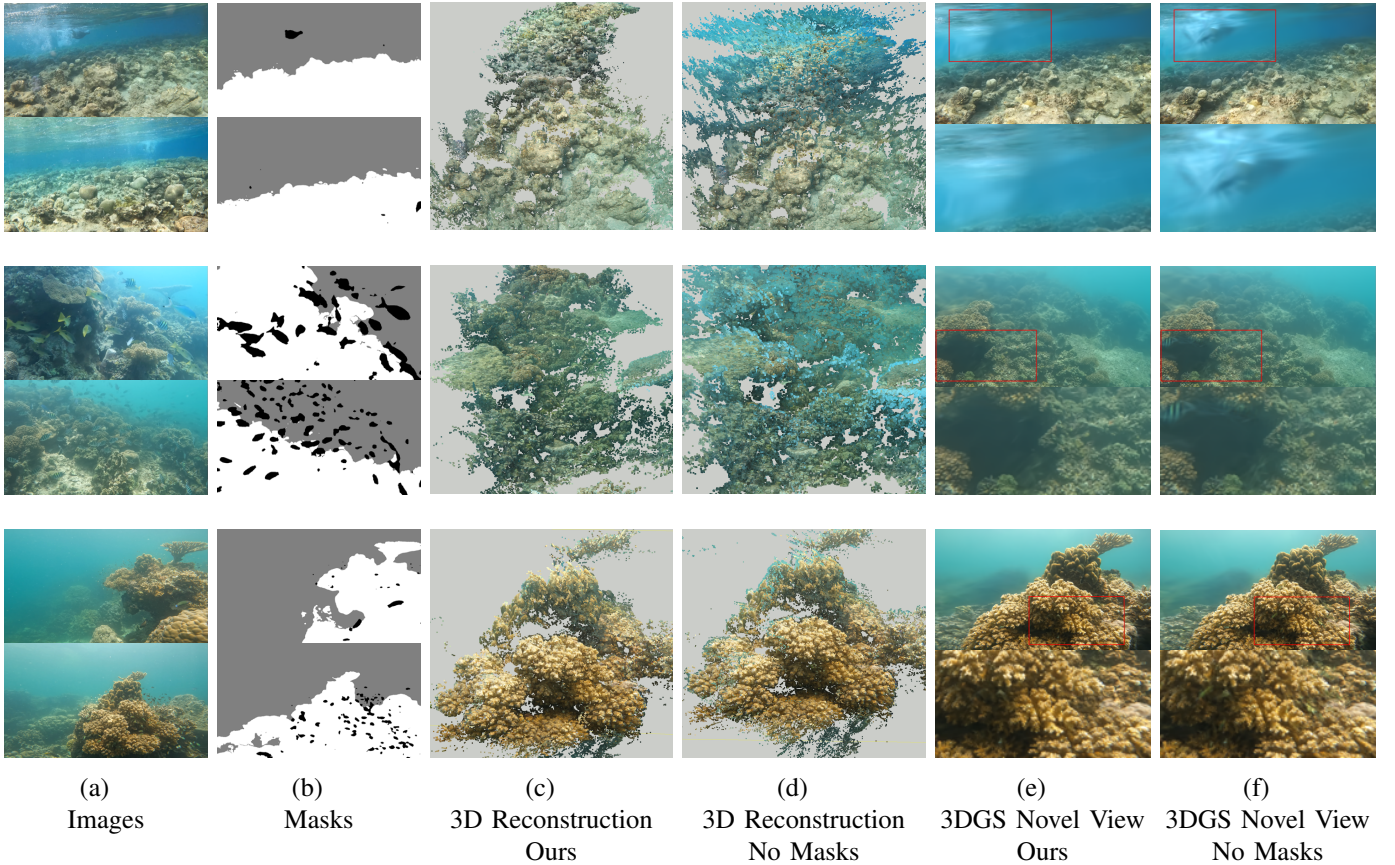 (a)
Images
(b)
Masks
(c)
3D Reconstruction
Ours
(d)
3D Reconstruction
No Masks
(e)
3DGS Novel View
Ours
(f)
3DGS Novel View
No Masks